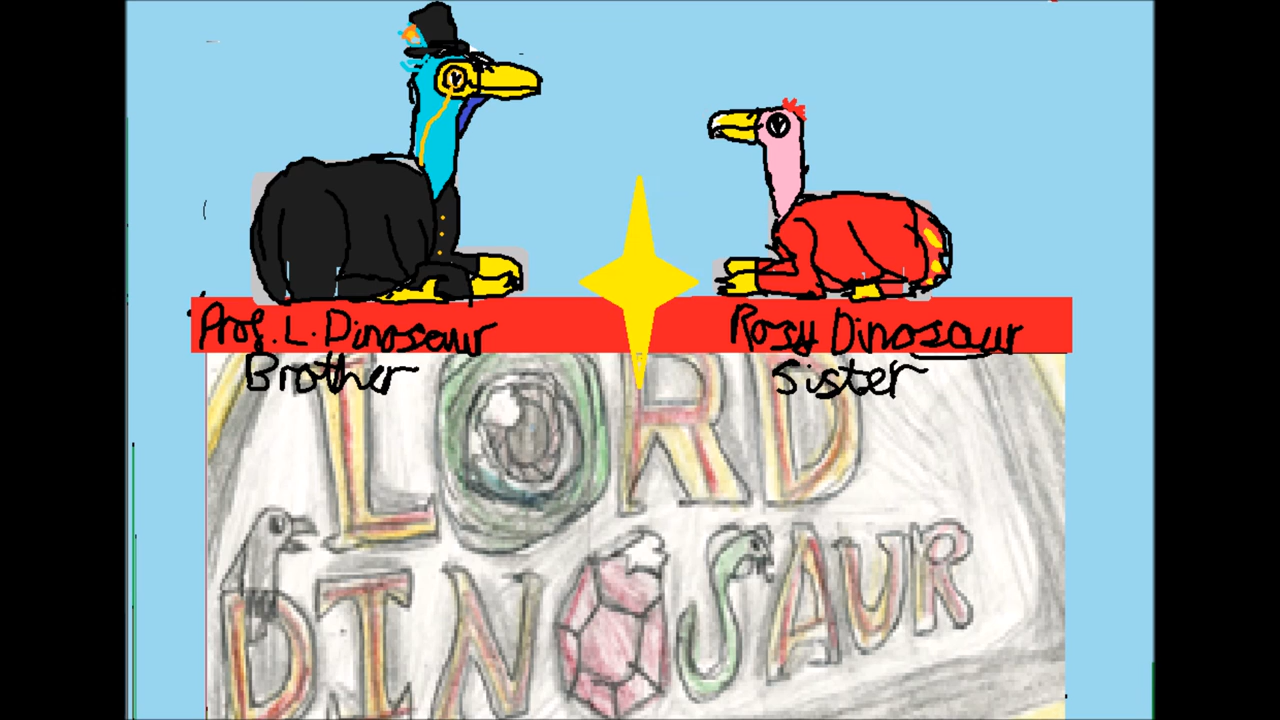 Prof. L. Dinosaur
Rosy Dinosaur
Brother
Sister
LORD
DINOSAUR